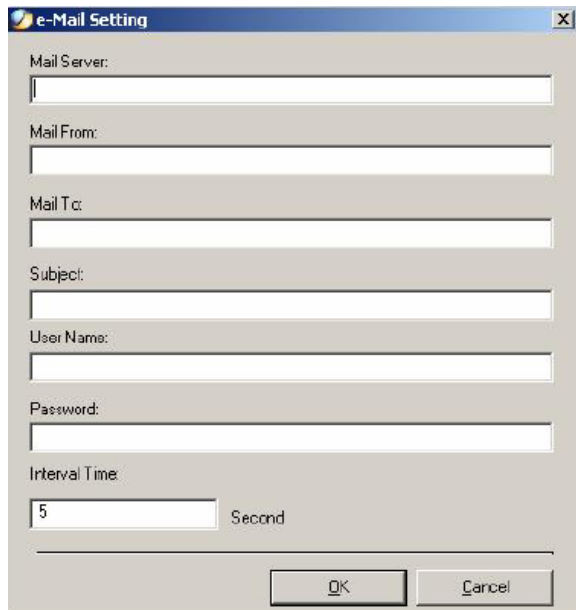 e-Mail Setting
Mail Server:
Mail From:
Mail To:
Subject:
User Name:
Password:
Interval Time:
5 Second
OK Cancel